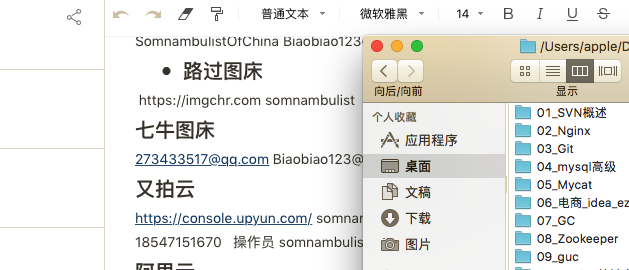 普通文本
微软雅黑
14
B I U S
SomnambulistOfChina Biaobiao123@
路过图床
https://imgchr.com somnambulist
七牛图床
273433517@qq.com Biaobiao123@
又拍云
https://console.upyun.com/
18547151670 操作员 somnambulis
/Users/apple/D
向后/向前
显示
个人收藏
应用程序
桌面
文稿
下载
图片
01_SVN概述
02_Nginx
03_Git
04_mysql高级
05_Mycat
06_电商_idea_ez
07_GC
08_Zookeeper
09_guc